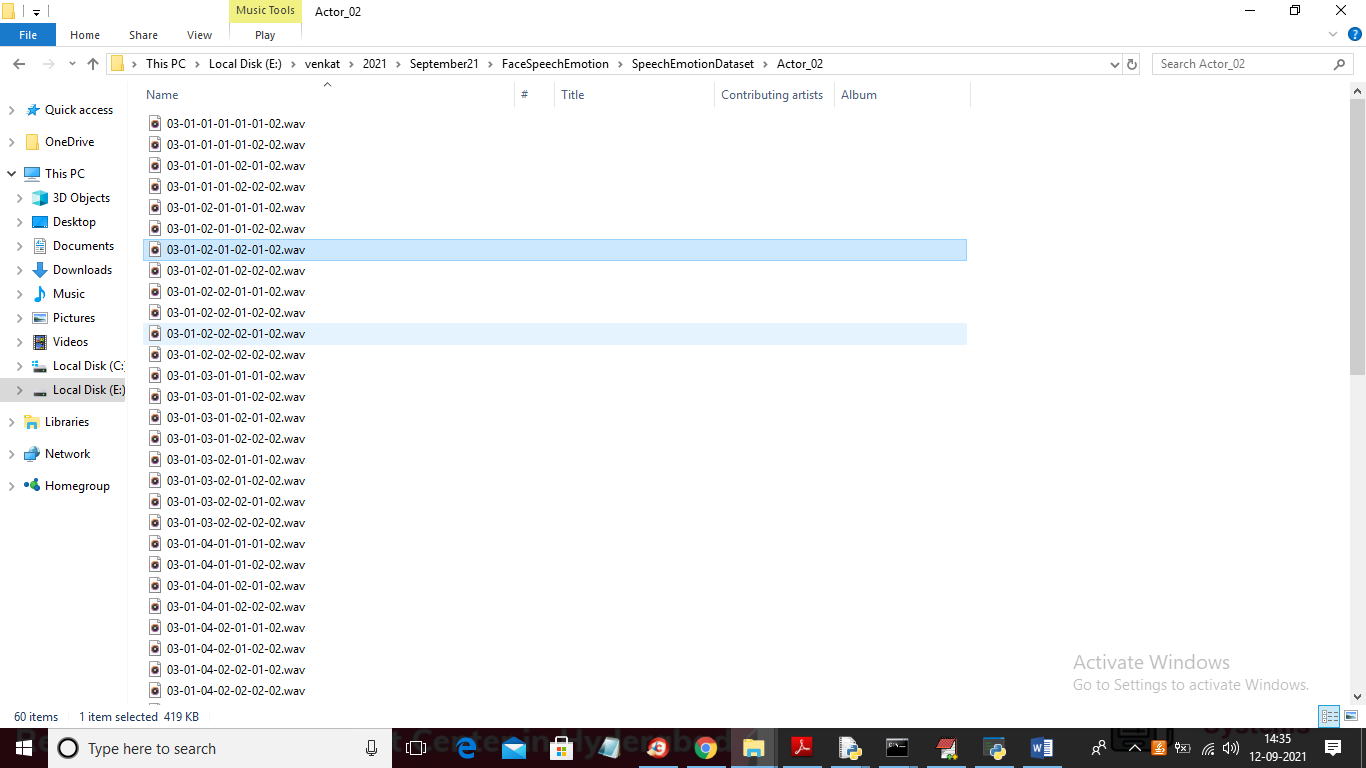 Music Tools
Actor_02
File Home Share View Play
This PC Local Disk (E:) venkat 2021 September21 FaceSpeechEmotion SpeechEmotionDataset Actor_02
Search Actor_02
Name # Title Contributing artists Album
Quick access
OneDrive
This PC
3D Objects
Desktop
Documents
Downloads
Music
Pictures
Videos
Local Disk (C:
Local Disk (E:)
Libraries
Network
Homegroup
03-01-01-01-01-01-02.wav
03-01-01-01-01-02-02.wav
03-01-01-01-02-01-02.wav
03-01-01-01-02-02-02.wav
03-01-02-01-01-01-02.wav
03-01-02-01-01-02-02.wav
03-01-02-01-02-01-02.wav
03-01-02-01-02-02-02.wav
03-01-02-02-01-01-02.wav
03-01-02-02-01-02-02.wav
03-01-02-02-02-01-02.wav
03-01-02-02-02-02-02.wav
03-01-03-01-01-01-02.wav
03-01-03-01-01-02-02.wav
03-01-03-01-02-01-02.wav
03-01-03-01-02-02-02.wav
03-01-03-02-01-01-02.wav
03-01-03-02-01-02-02.wav
03-01-03-02-02-01-02.wav
03-01-03-02-02-02-02.wav
03-01-04-01-01-01-02.wav
03-01-04-01-01-02-02.wav
03-01-04-01-02-01-02.wav
03-01-04-01-02-02-02.wav
03-01-04-02-01-01-02.wav
03-01-04-02-01-02-02.wav
03-01-04-02-02-01-02.wav
03-01-04-02-02-02-02.wav
Activate Windows
Go to Settings to activate Windows.
60 items 1 item selected 419 KB
Type here to search
14:35
12-09-2021